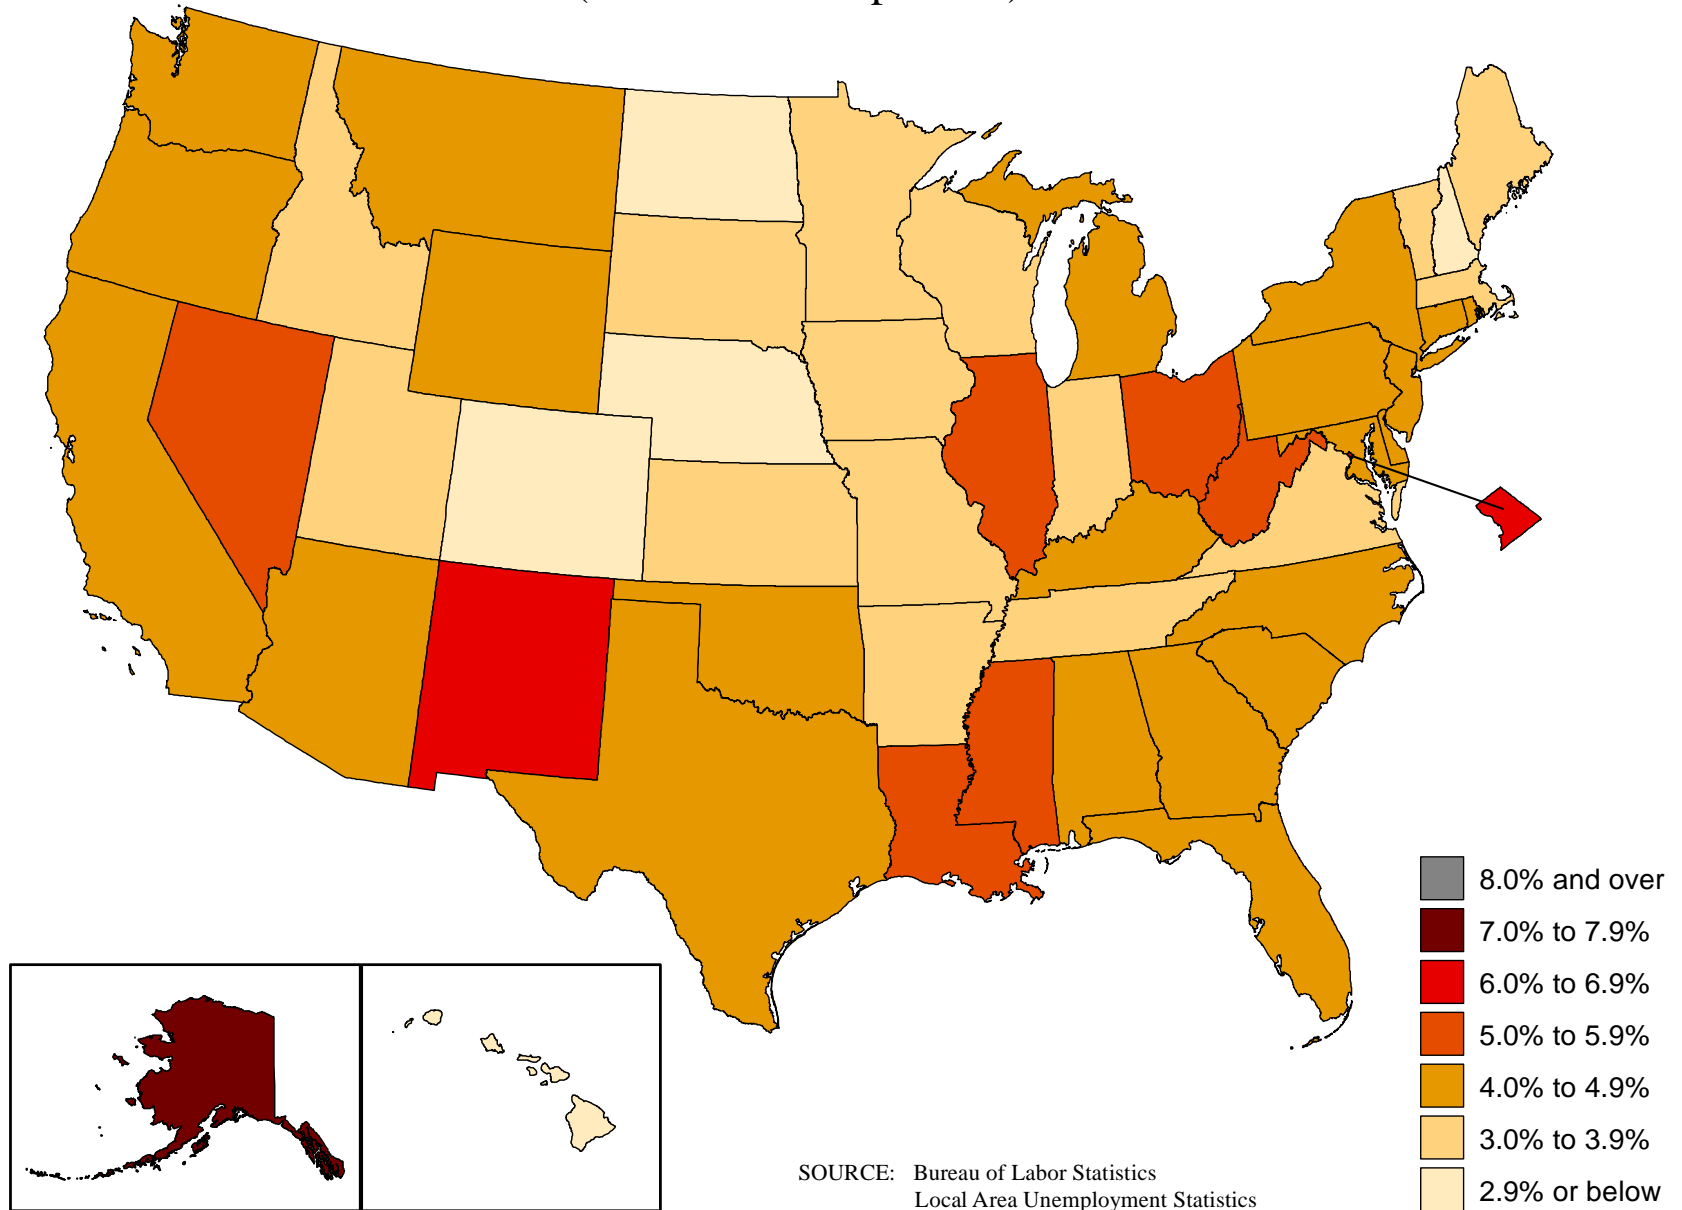 8.0% and over
7.0% to 7.9%
6.0% to 6.9%
5.0% to 5.9%
4.0% to 4.9%
3.0% to 3.9%
2.9% or below
SOURCE: Bureau of Labor Statistics
Local Area Unemployment Statistics